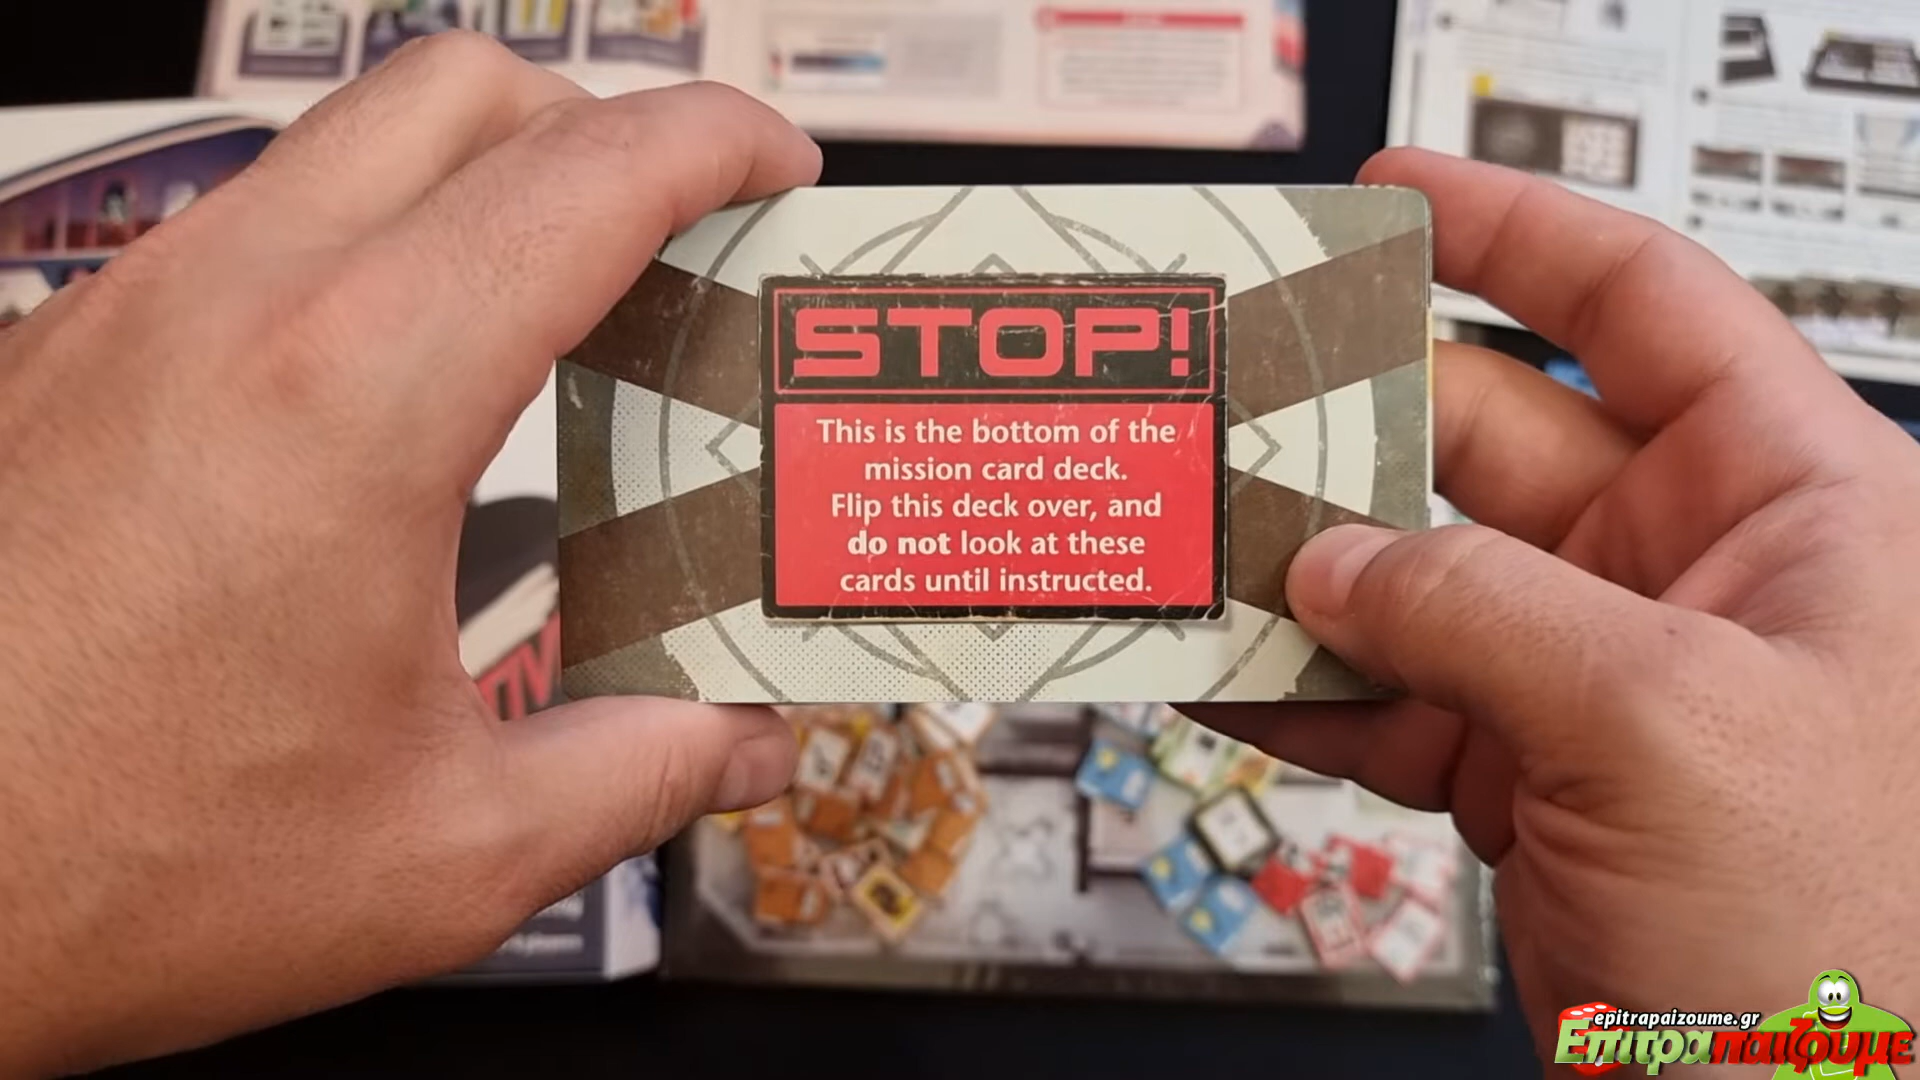 STOP!
This is the bottom of the
mission card deck.
Flip this deck over, and
do not look at these
cards until instructed.
epitrapaizoume.gr
Επιτραπαίζουμε